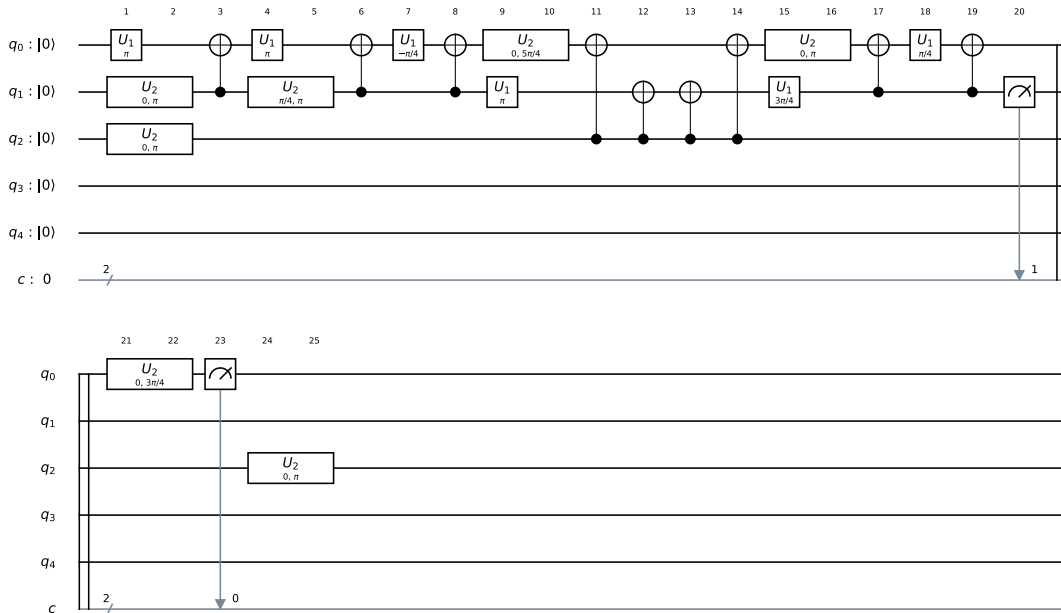 1 2 3 4 5 6 7 8 9 10 11 12 13 14 15 16 17 18 19 20
q₀ : |0⟩ U₁ π U₁ π U₁ −π/4 U₂ 0, 5π/4 U₂ 0, π U₁ π/4
q₁ : |0⟩ U₂ 0, π U₂ π/4, π U₁ π U₁ 3π/4
q₂ : |0⟩ U₂ 0, π
q₃ : |0⟩
q₄ : |0⟩
c : 0 2 1
21 22 23 24 25
q₀ U₂ 0, 3π/4
q₁
q₂ U₂ 0, π
q₃
q₄
c 2 0